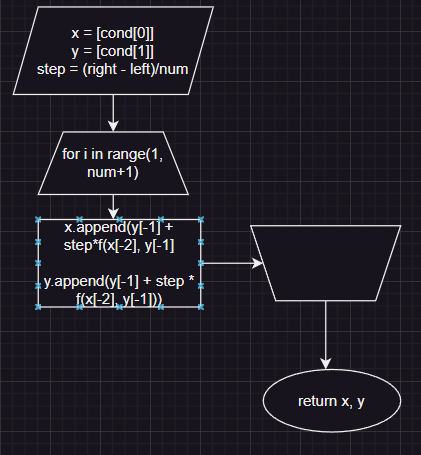 x = [cond[0]]
y = [cond[1]]
step = (right - left)/num
for i in range(1,
num+1)
x.append(y[-1] +
step*f(x[-2], y[-1]
y.append(y[-1] + step *
f(x[-2], y[-1]))
return x, y